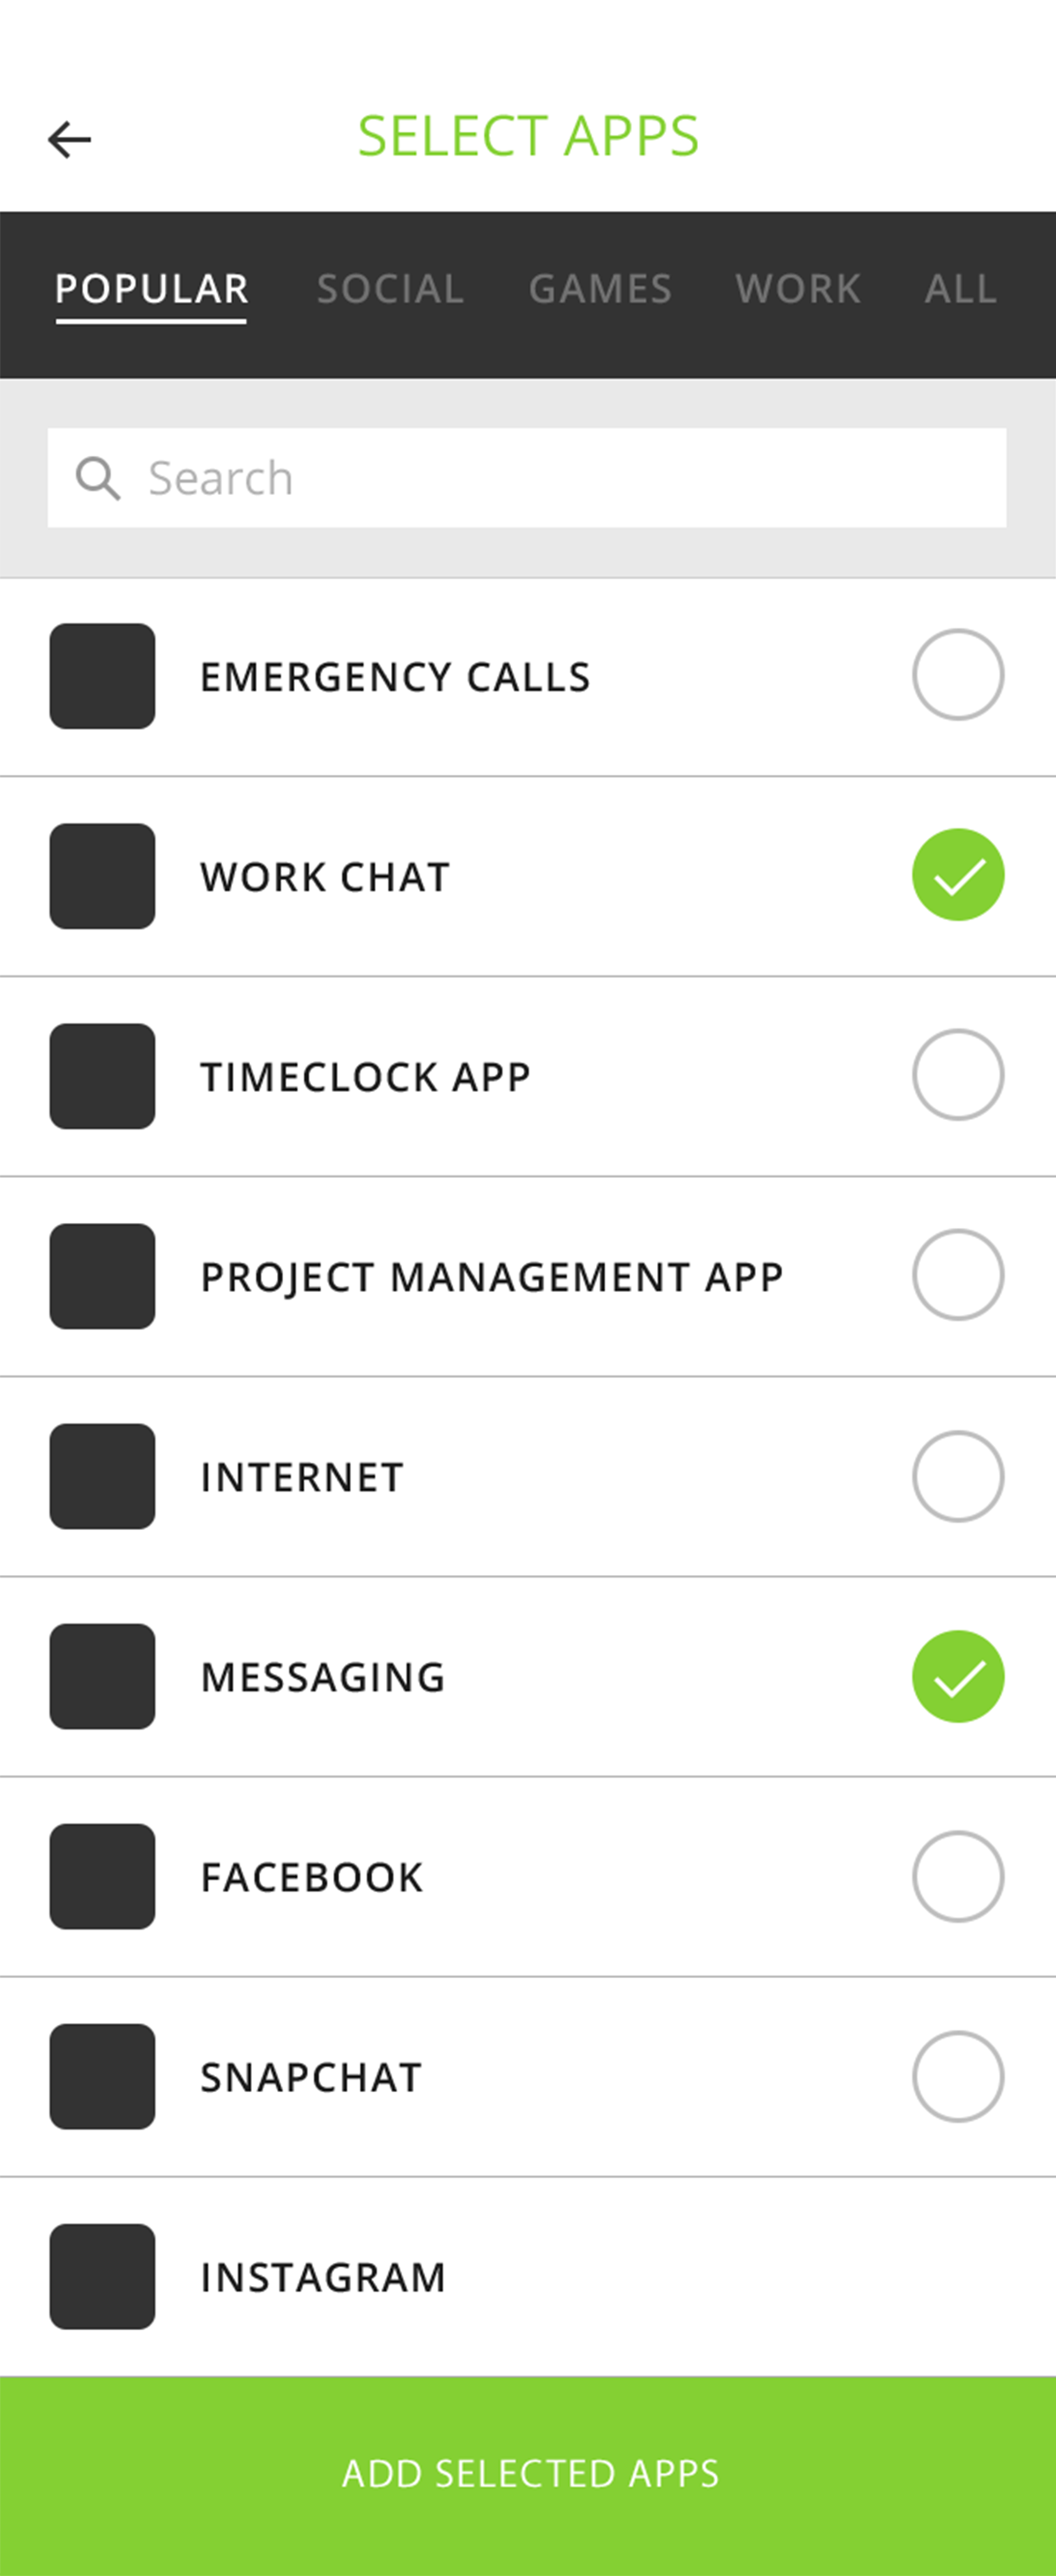 SELECT APPS
POPULAR SOCIAL GAMES WORK ALL
Search
EMERGENCY CALLS
WORK CHAT
TIMECLOCK APP
PROJECT MANAGEMENT APP
INTERNET
MESSAGING
FACEBOOK
SNAPCHAT
INSTAGRAM
ADD SELECTED APPS